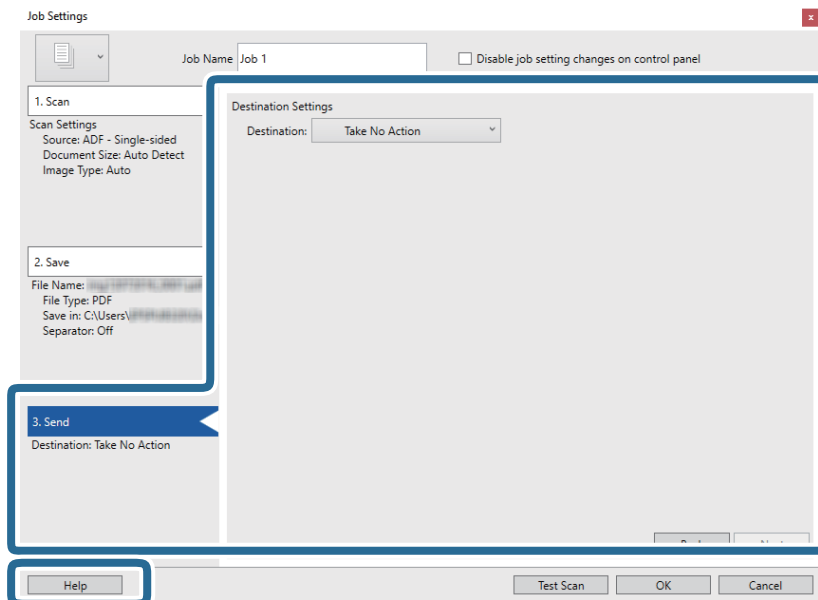 Job Settings
x
Job Name Job 1
Disable job setting changes on control panel
1. Scan
Scan Settings
Source: ADF - Single-sided
Document Size: Auto Detect
Image Type: Auto
2. Save
File Name:
File Type: PDF
Save in: C:\Users\
Separator: Off
3. Send
Destination: Take No Action
Destination Settings
Destination: Take No Action
Help
Test Scan
OK
Cancel